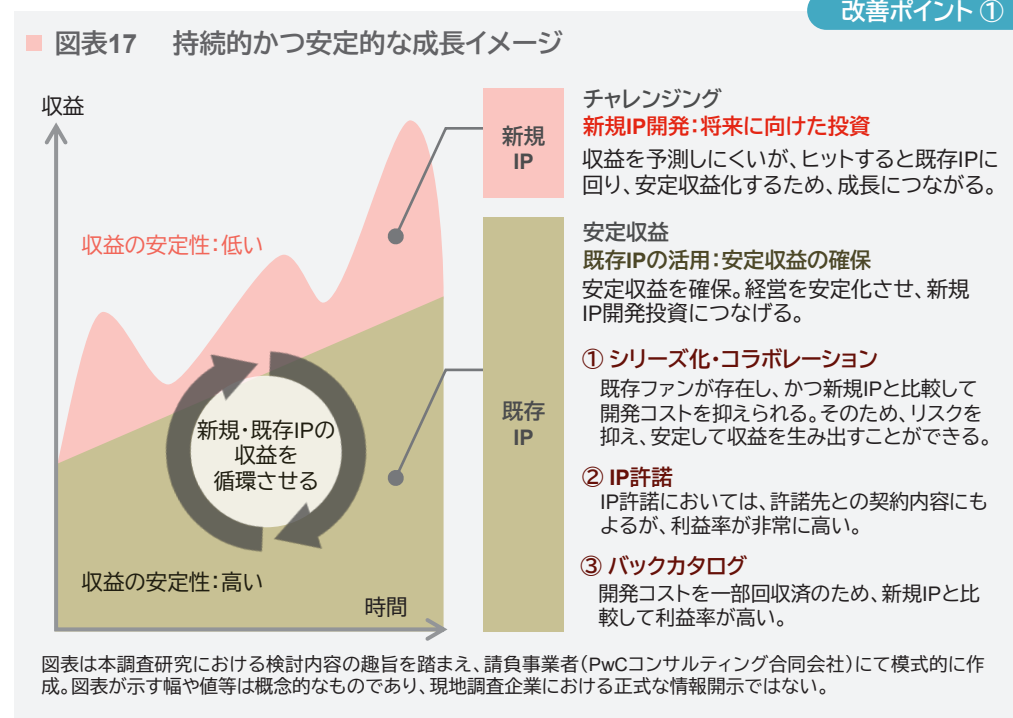 改善ポイント①
図表17 持続的かつ安定的な成長イメージ
収益
収益の安定性：低い
新規・既存IPの
収益を
循環させる
収益の安定性：高い
時間
新規
IP
チャレンジング
新規IP開発：将来に向けた投資
収益を予測しにくいが、ヒットすると既存IPに
回り、安定収益化するため、成長につながる。
既存
IP
安定収益
既存IPの活用：安定収益の確保
安定収益を確保。経営を安定化させ、新規
IP開発投資につなげる。
① シリーズ化・コラボレーション
既存ファンが存在し、かつ新規IPと比較して
開発コストを抑えられる。そのため、リスクを
抑え、安定して収益を生み出すことができる。
② IP許諾
IP許諾においては、許諾先との契約内容にも
よるが、利益率が非常に高い。
③ バックカタログ
開発コストを一部回収済のため、新規IPと比
較して利益率が高い。
図表は本調査研究における検討内容の趣旨を踏まえ、請負事業者（PwCコンサルティング合同会社）にて模式的に作
成。図表が示す幅や値等は概念的なものであり、現地調査企業における正式な情報開示ではない。